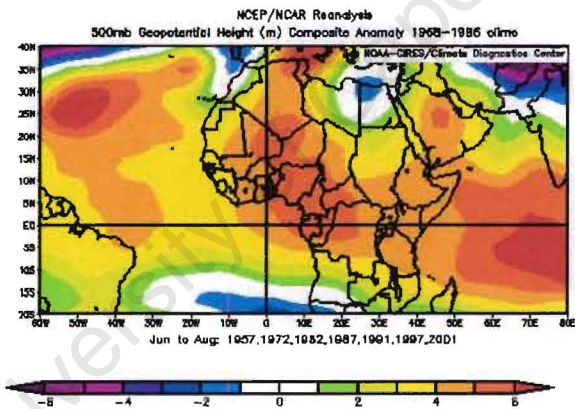 NCEP/NCAR Reanalysis
500mb Geopotential Height (m) Composite Anomaly 1968-1986 climo
NOAA-CIRES/Climate Diagnostics Center
40N
35N
30N
25N
20N
15N
10N
5N
EQ
5S
10S
15S
20S
60W 50W 40W 30W 20W 10W 0 10E 20E 30E 40E 50E 60E 70E 80E
Jun to Aug: 1957,1972,1982,1987,1991,1997,2001
-6 -4 -2 0 2 4 6